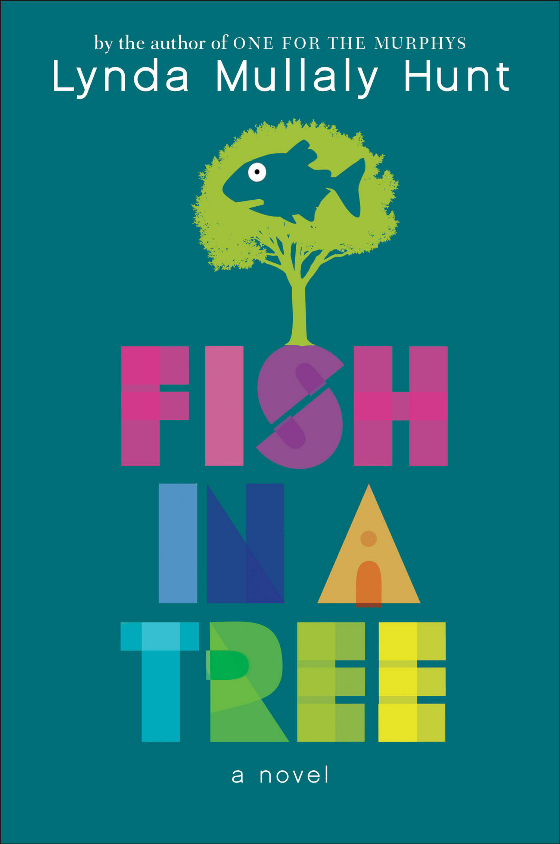 by the author of ONE FOR THE MURPHYS
Lynda Mullaly Hunt
FISH
IN A
TREE
a novel